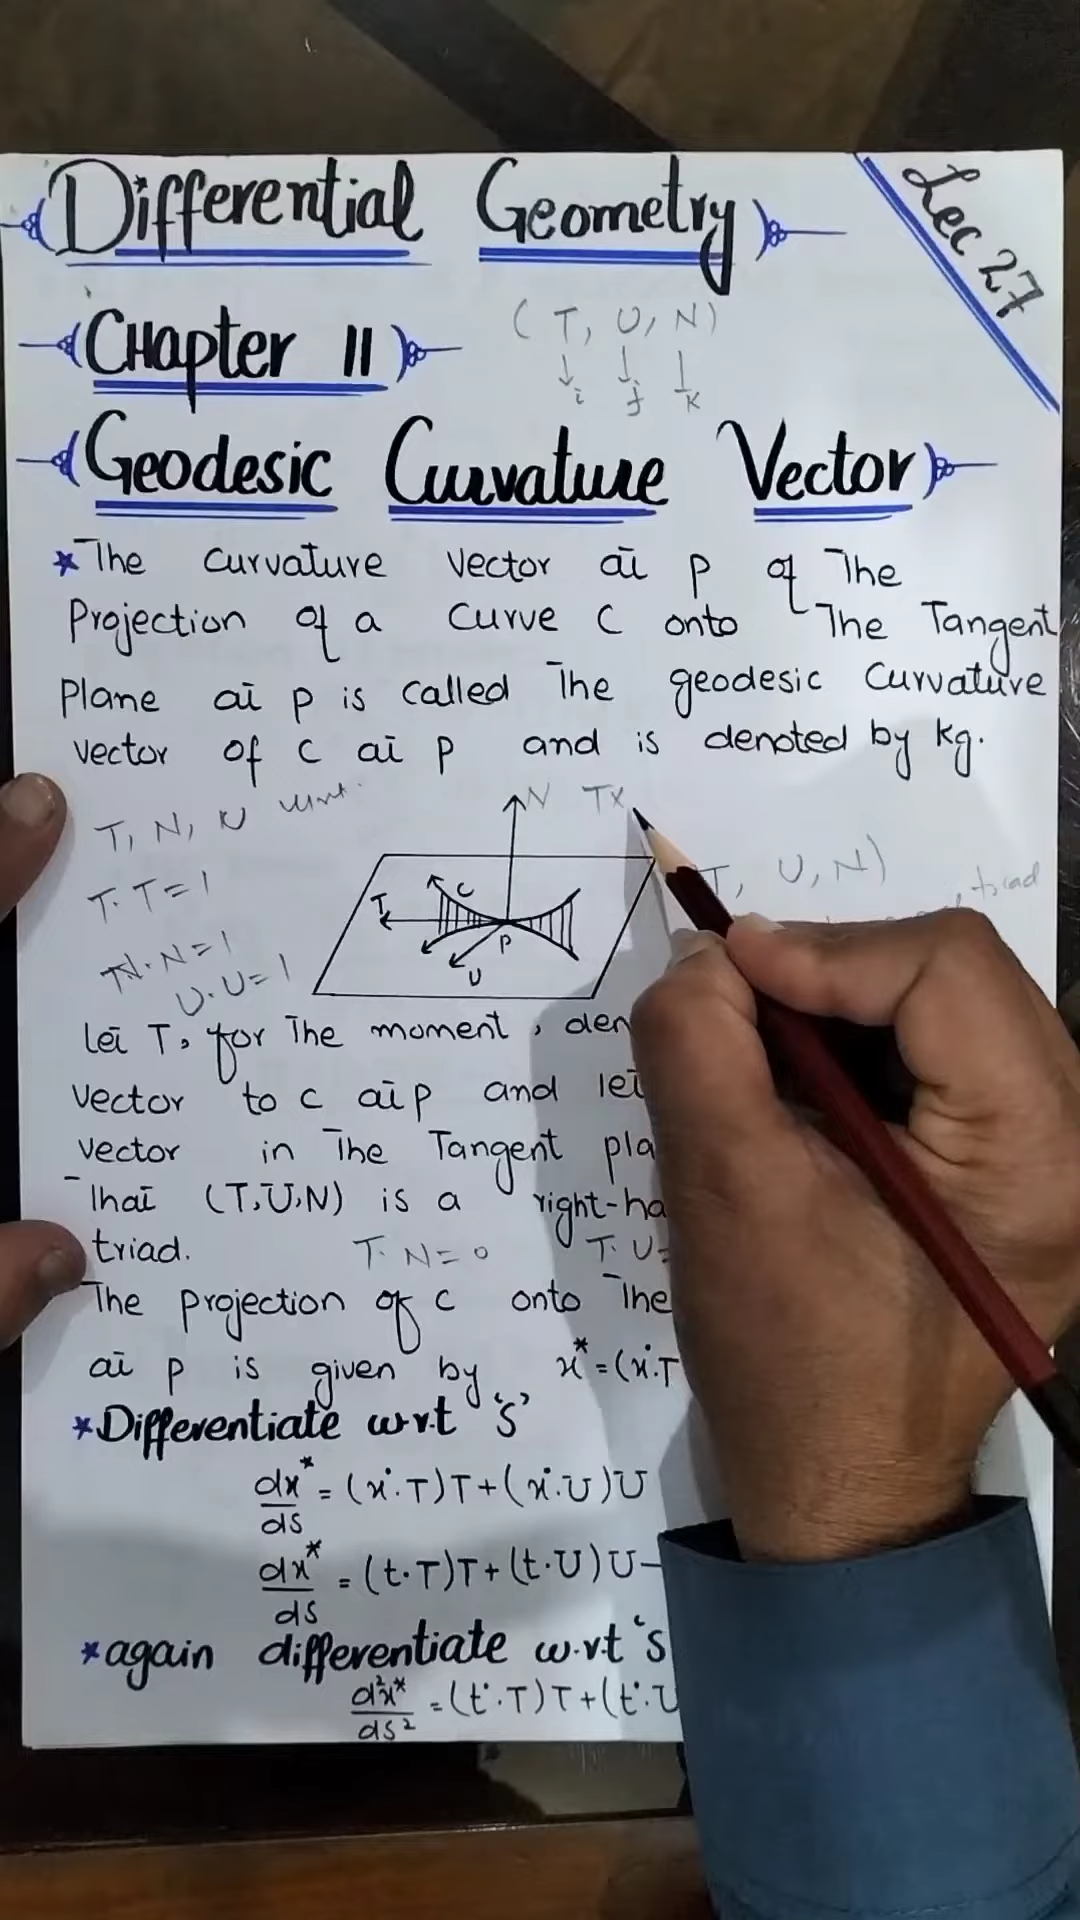 Differential Geometry
Lec 27
Chapter 11
(T, U, N)
i j k
Geodesic Curvature Vector
*The curvature vector at p of the
Projection of a curve C onto The Tangent
Plane at p is called The geodesic curvature
vector of C at p and is denoted by kg.
T, N, U unit
N Tx
T, U, N)
triad
T.T=1
T C
P
U
N.N=1
U.U=1
let T, for The moment, den
vector to C at p and let
vector in The Tangent pla
That (T,U,N) is a right-ha
triad. T.N=0 T.U=
The projection of C onto The
at p is given by x*=(x.T
*Differentiate w.r.t 's'
dx*/ds = (ẋ.T)T+(ẋ.U)U
dx*/ds = (t.T)T+(t.U)U-
*again differentiate w.r.t 's
d²x*/ds² = (ṫ.T)T+(ṫ.U